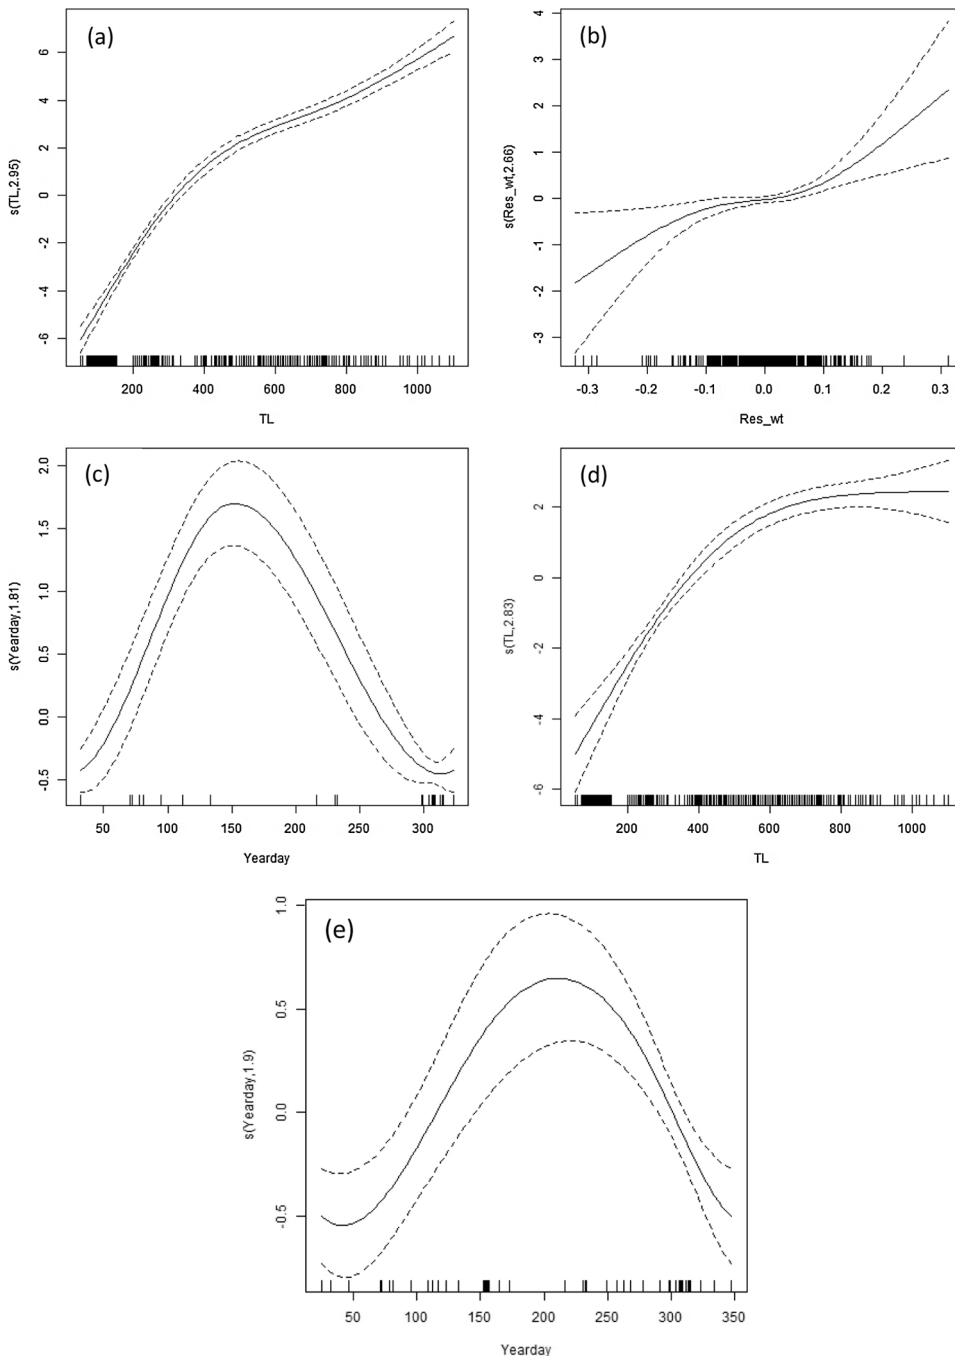 (a)
s(TL,2.95)
6
4
2
0
-2
-4
-6
200 400 600 800 1000
TL
(b)
s(Res_wt,2.66)
4
3
2
1
0
-1
-2
-3
-0.3 -0.2 -0.1 0.0 0.1 0.2 0.3
Res_wt
(c)
s(Yearday,1.81)
2.0
1.5
1.0
0.5
0.0
-0.5
50 100 150 200 250 300
Yearday
(d)
s(TL,2.83)
2
0
-2
-4
-6
200 400 600 800 1000
TL
(e)
s(Yearday,1.9)
1.0
0.5
0.0
-0.5
50 100 150 200 250 300 350
Yearday